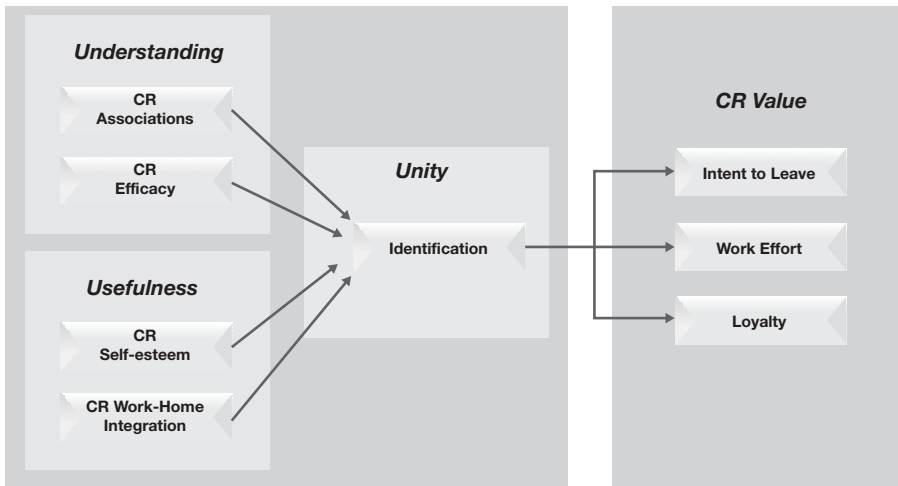 Understanding
CR
Associations
CR
Efficacy
Usefulness
CR
Self-esteem
CR Work-Home
Integration
Unity
Identification
CR Value
Intent to Leave
Work Effort
Loyalty